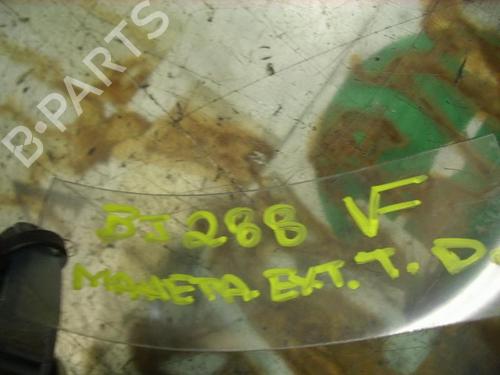 B-PARTS
BJ 288 VF
MANETA. EXT. T. D.